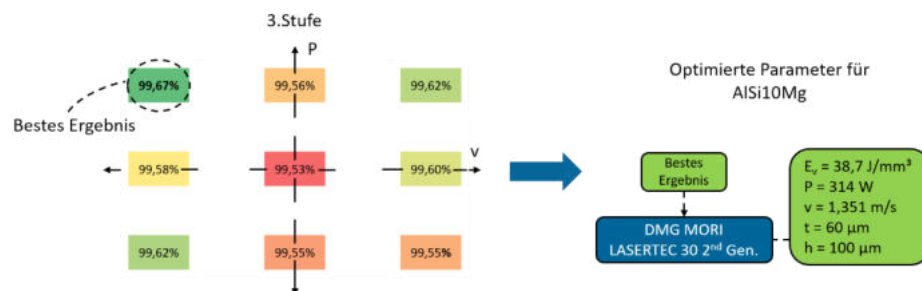 3.Stufe
P
99,67%
99,56%
99,62%
Bestes Ergebnis
99,58%
99,53%
99,60%
v
99,62%
99,55%
99,55%
Optimierte Parameter für
AlSi10Mg
Bestes
Ergebnis
DMG MORI
LASERTEC 30 2nd Gen.
Eᵥ = 38,7 J/mm³
P = 314 W
v = 1,351 m/s
t = 60 µm
h = 100 µm